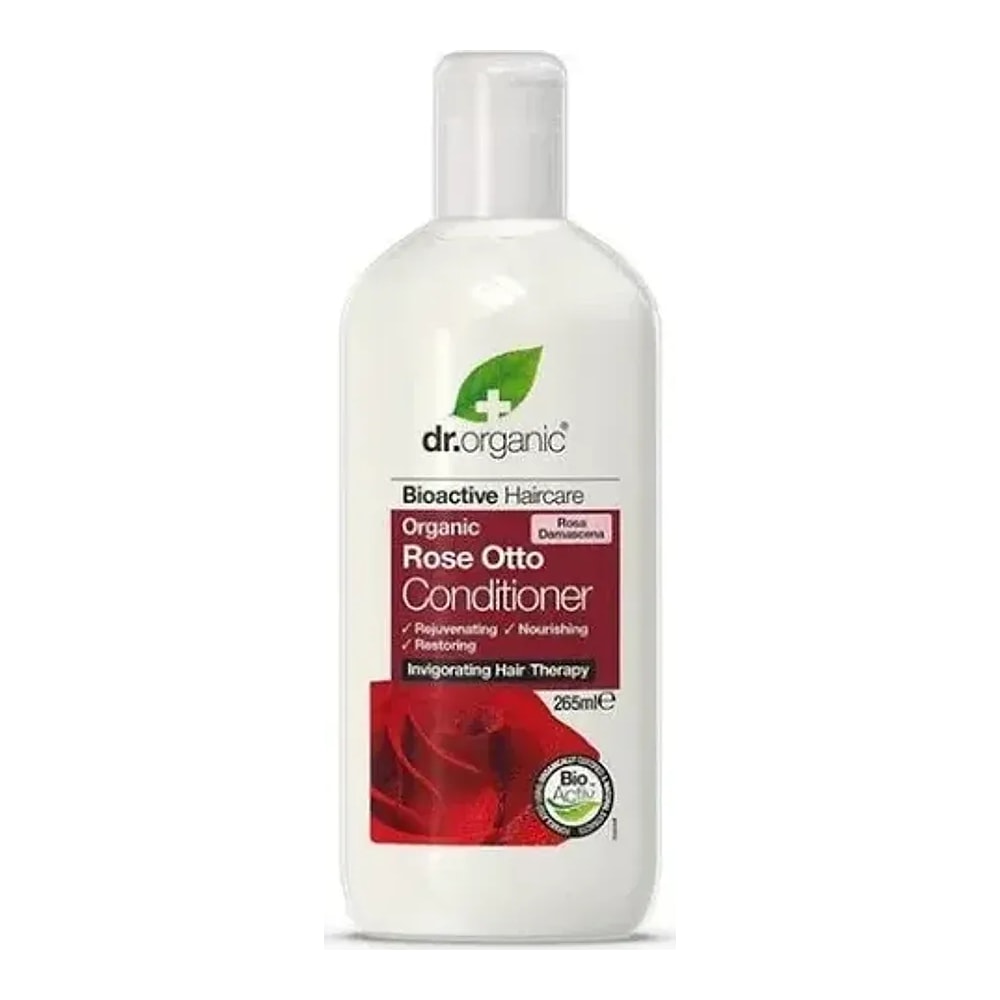 dr.organic®
Bioactive Haircare
Organic
Rosa
Damascena
Rose Otto
Conditioner
✓ Rejuvenating ✓ Nourishing
✓ Restoring
Invigorating Hair Therapy
265ml℮
Bio
Activ